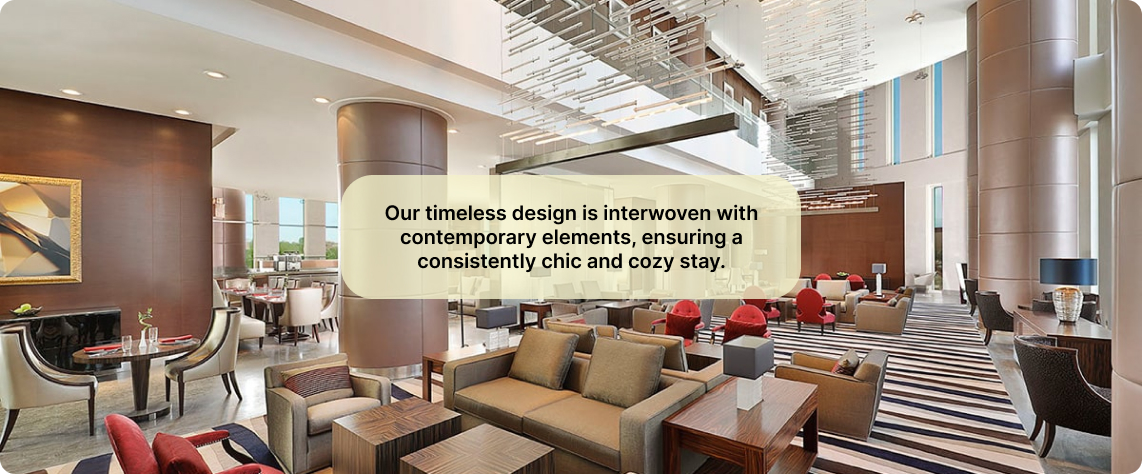 Our timeless design is interwoven with
contemporary elements, ensuring a
consistently chic and cozy stay.